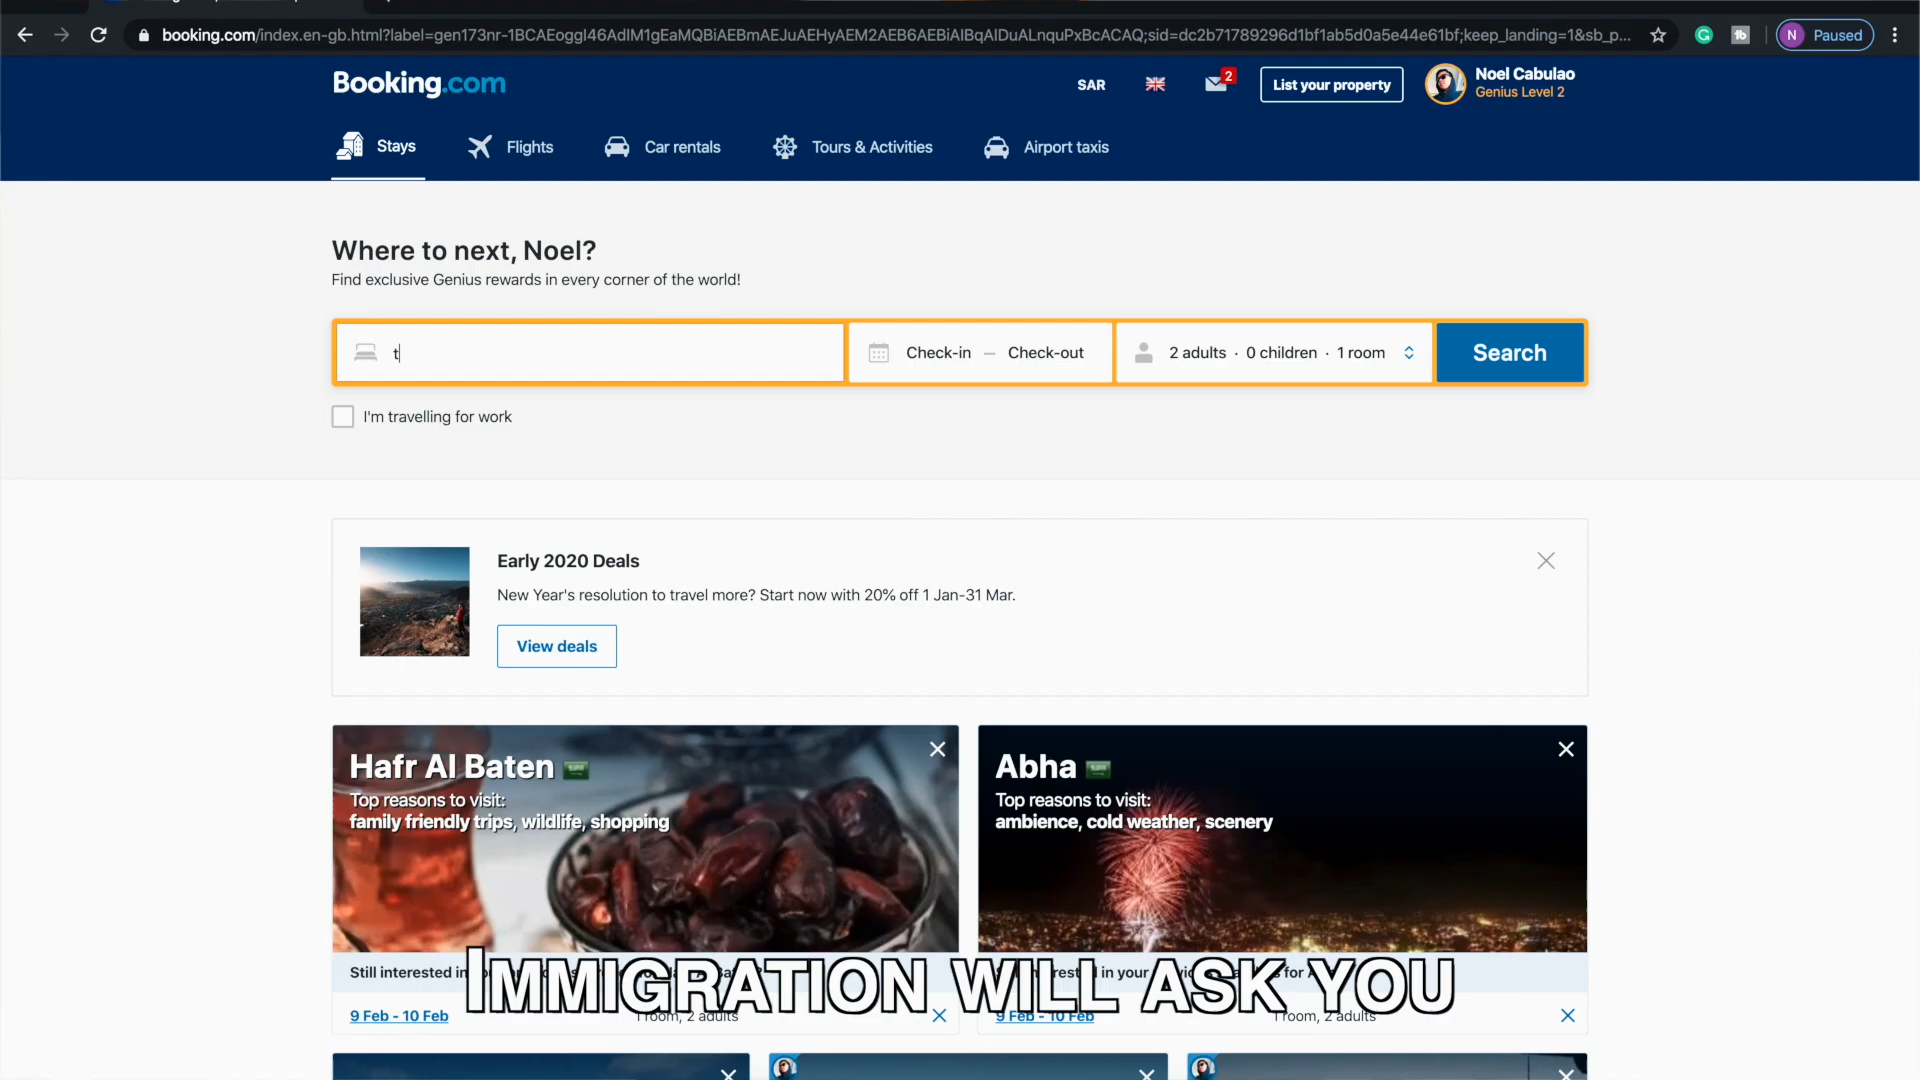 booking.com/index.en-gb.html?label=gen173nr-1BCAEoggI46AdIM1gEaMQBiAEBmAEJuAEHyAEM2AEB6AEBiAIBqAIDuALnquPxBcACAQ;sid=dc2b71789296d1bf1ab5d0a5e44e61bf;keep_landing=1&sb_p...
N Paused
Booking.com
SAR
2
List your property
Noel Cabulao
Genius Level 2
Stays
Flights
Car rentals
Tours & Activities
Airport taxis
Where to next, Noel?
Find exclusive Genius rewards in every corner of the world!
t
Check-in — Check-out
2 adults · 0 children · 1 room
Search
I'm travelling for work
Early 2020 Deals
New Year's resolution to travel more? Start now with 20% off 1 Jan-31 Mar.
View deals
Hafr Al Baten
Top reasons to visit:
family friendly trips, wildlife, shopping
Abha
Top reasons to visit:
ambience, cold weather, scenery
Still interested in
in your
for
IMMIGRATION WILL ASK YOU
9 Feb - 10 Feb
1 room, 2 adults
9 Feb - 10 Feb
1 room, 2 adults